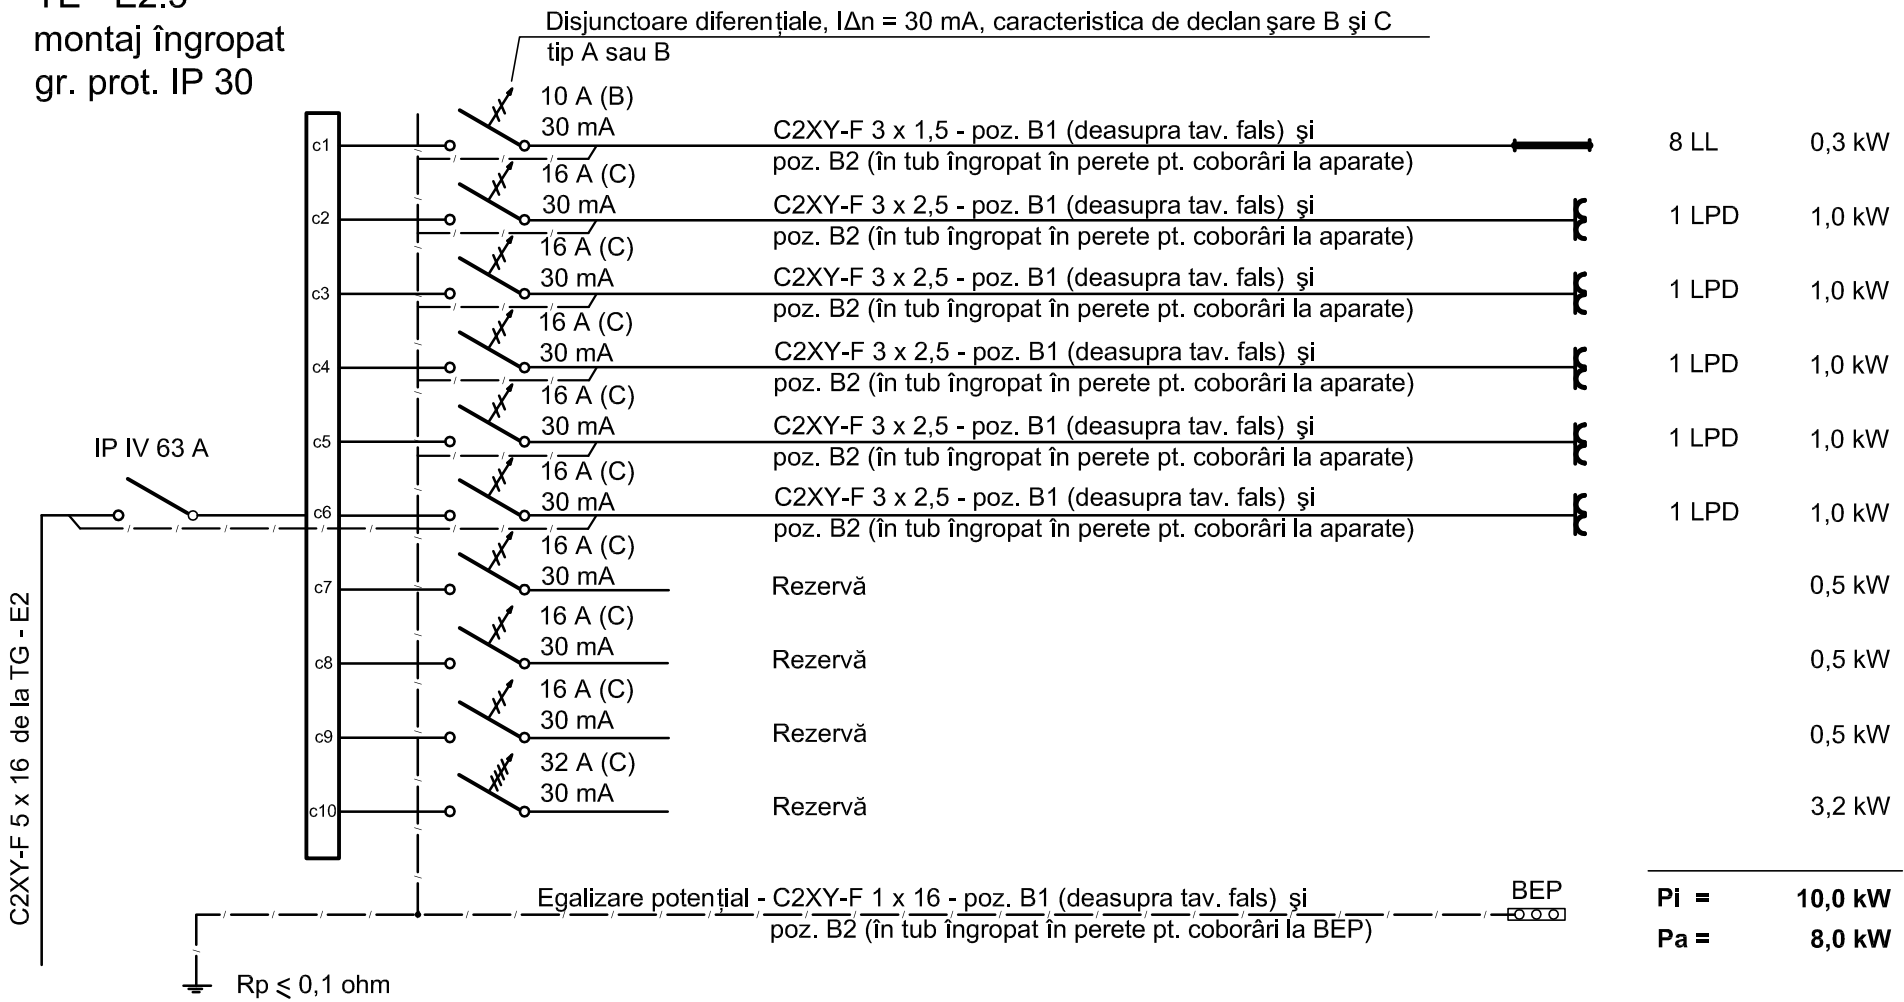 montaj îngropat
gr. prot. IP 30
Disjunctoare diferențiale, I∆n = 30 mA, caracteristica de declanșare B și C
tip A sau B
10 A (B)
30 mA
c1
C2XY-F 3 x 1,5 - poz. B1 (deasupra tav. fals) și
poz. B2 (în tub îngropat în perete pt. coborâri la aparate)
8 LL
0,3 kW
16 A (C)
30 mA
c2
C2XY-F 3 x 2,5 - poz. B1 (deasupra tav. fals) și
poz. B2 (în tub îngropat în perete pt. coborâri la aparate)
1 LPD
1,0 kW
16 A (C)
30 mA
c3
C2XY-F 3 x 2,5 - poz. B1 (deasupra tav. fals) și
poz. B2 (în tub îngropat în perete pt. coborâri la aparate)
1 LPD
1,0 kW
16 A (C)
30 mA
c4
C2XY-F 3 x 2,5 - poz. B1 (deasupra tav. fals) și
poz. B2 (în tub îngropat în perete pt. coborâri la aparate)
1 LPD
1,0 kW
16 A (C)
30 mA
c5
C2XY-F 3 x 2,5 - poz. B1 (deasupra tav. fals) și
poz. B2 (în tub îngropat în perete pt. coborâri la aparate)
1 LPD
1,0 kW
IP IV 63 A
16 A (C)
30 mA
c6
C2XY-F 3 x 2,5 - poz. B1 (deasupra tav. fals) și
poz. B2 (în tub îngropat în perete pt. coborâri la aparate)
1 LPD
1,0 kW
16 A (C)
30 mA
c7
Rezervă
0,5 kW
16 A (C)
30 mA
c8
Rezervă
0,5 kW
16 A (C)
30 mA
c9
Rezervă
0,5 kW
32 A (C)
30 mA
c10
Rezervă
3,2 kW
C2XY-F 5 x 16 de la TG - E2
Egalizare potențial - C2XY-F 1 x 16 - poz. B1 (deasupra tav. fals) și
poz. B2 (în tub îngropat în perete pt. coborâri la BEP)
BEP
Pi = 10,0 kW
Pa = 8,0 kW
Rp ≤ 0,1 ohm